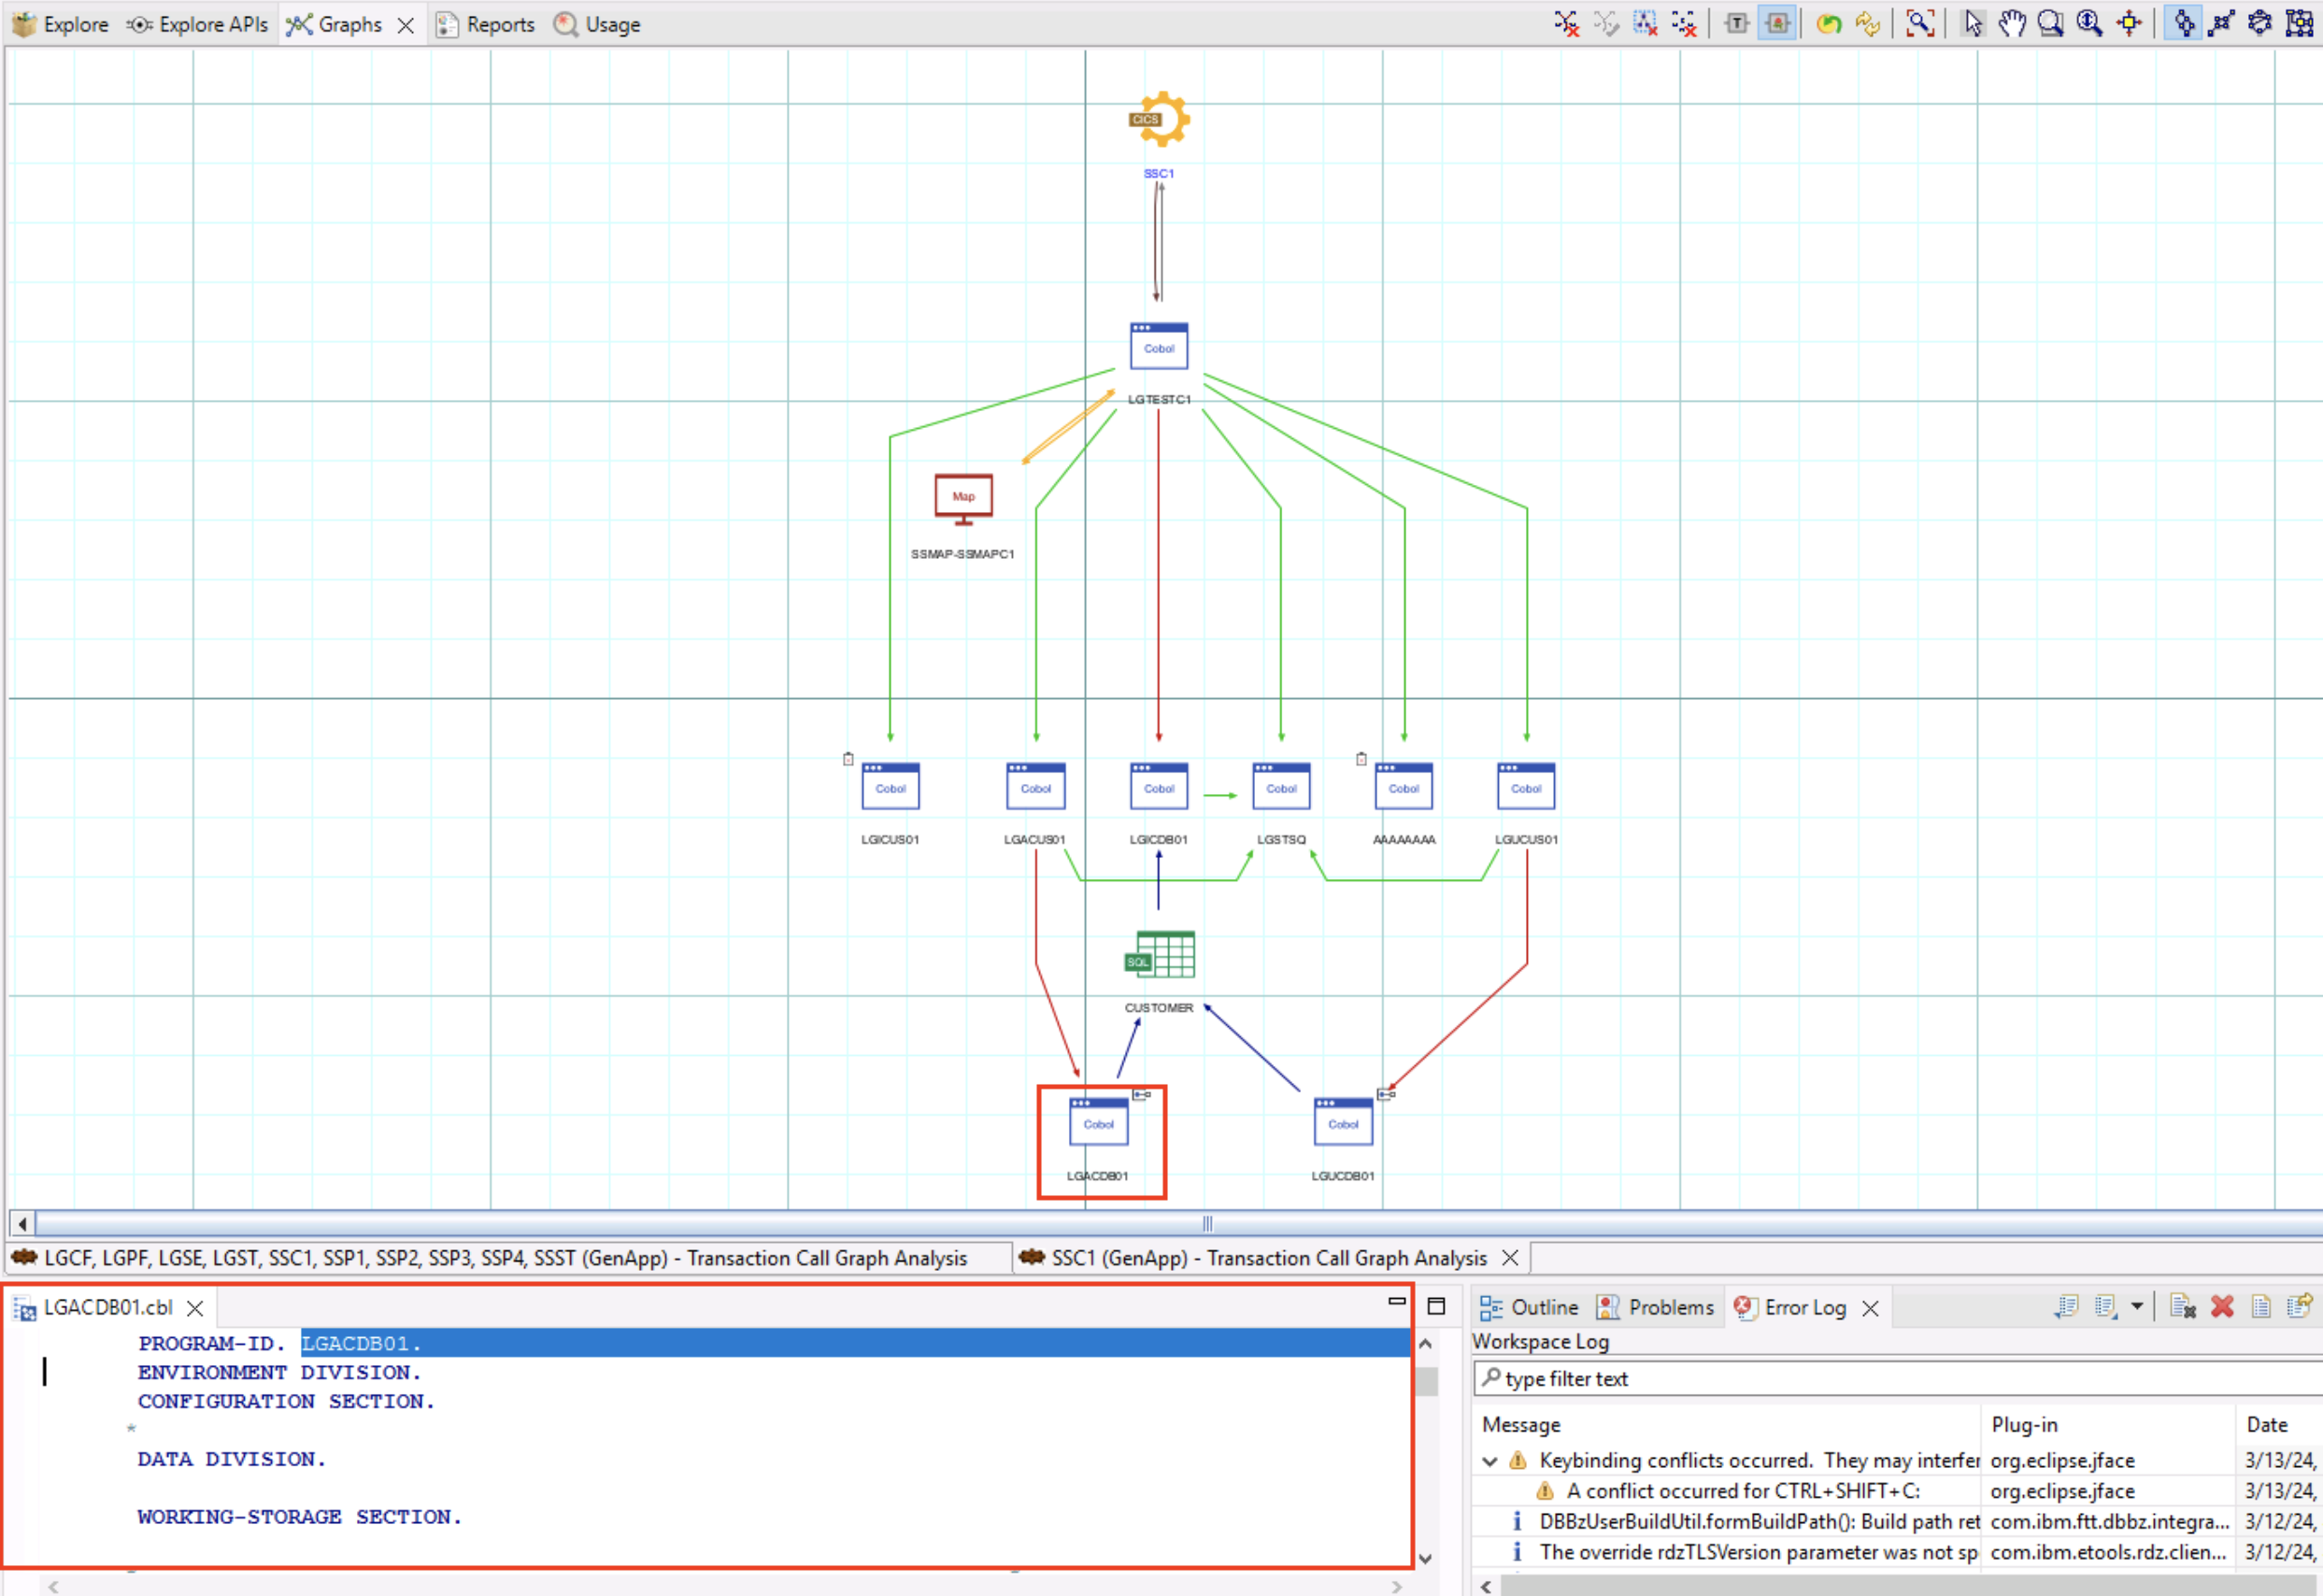 Explore Explore APIs Graphs Reports Usage
CICS
SSC1
Cobol
LGTESTC1
Map
SSMAP-SSMAPC1
Cobol Cobol Cobol Cobol Cobol Cobol
LGICUS01 LGACUS01 LGICDB01 LGSTSQ AAAAAAAA LGUCUS01
SQL
CUSTOMER
Cobol Cobol
LGACDB01 LGUCDB01
LGCF, LGPF, LGSE, LGST, SSC1, SSP1, SSP2, SSP3, SSP4, SSST (GenApp) - Transaction Call Graph Analysis SSC1 (GenApp) - Transaction Call Graph Analysis
LGACDB01.cbl
PROGRAM-ID. LGACDB01.
ENVIRONMENT DIVISION.
CONFIGURATION SECTION.
*
DATA DIVISION.
WORKING-STORAGE SECTION.
Outline Problems Error Log
Workspace Log
type filter text
Message Plug-in Date
Keybinding conflicts occurred. They may interfer org.eclipse.jface 3/13/24,
A conflict occurred for CTRL+SHIFT+C: org.eclipse.jface 3/13/24,
DBBzUserBuildUtil.formBuildPath(): Build path ret com.ibm.ftt.dbbz.integra... 3/12/24,
The override rdzTLSVersion parameter was not sp com.ibm.etools.rdz.clien... 3/12/24,